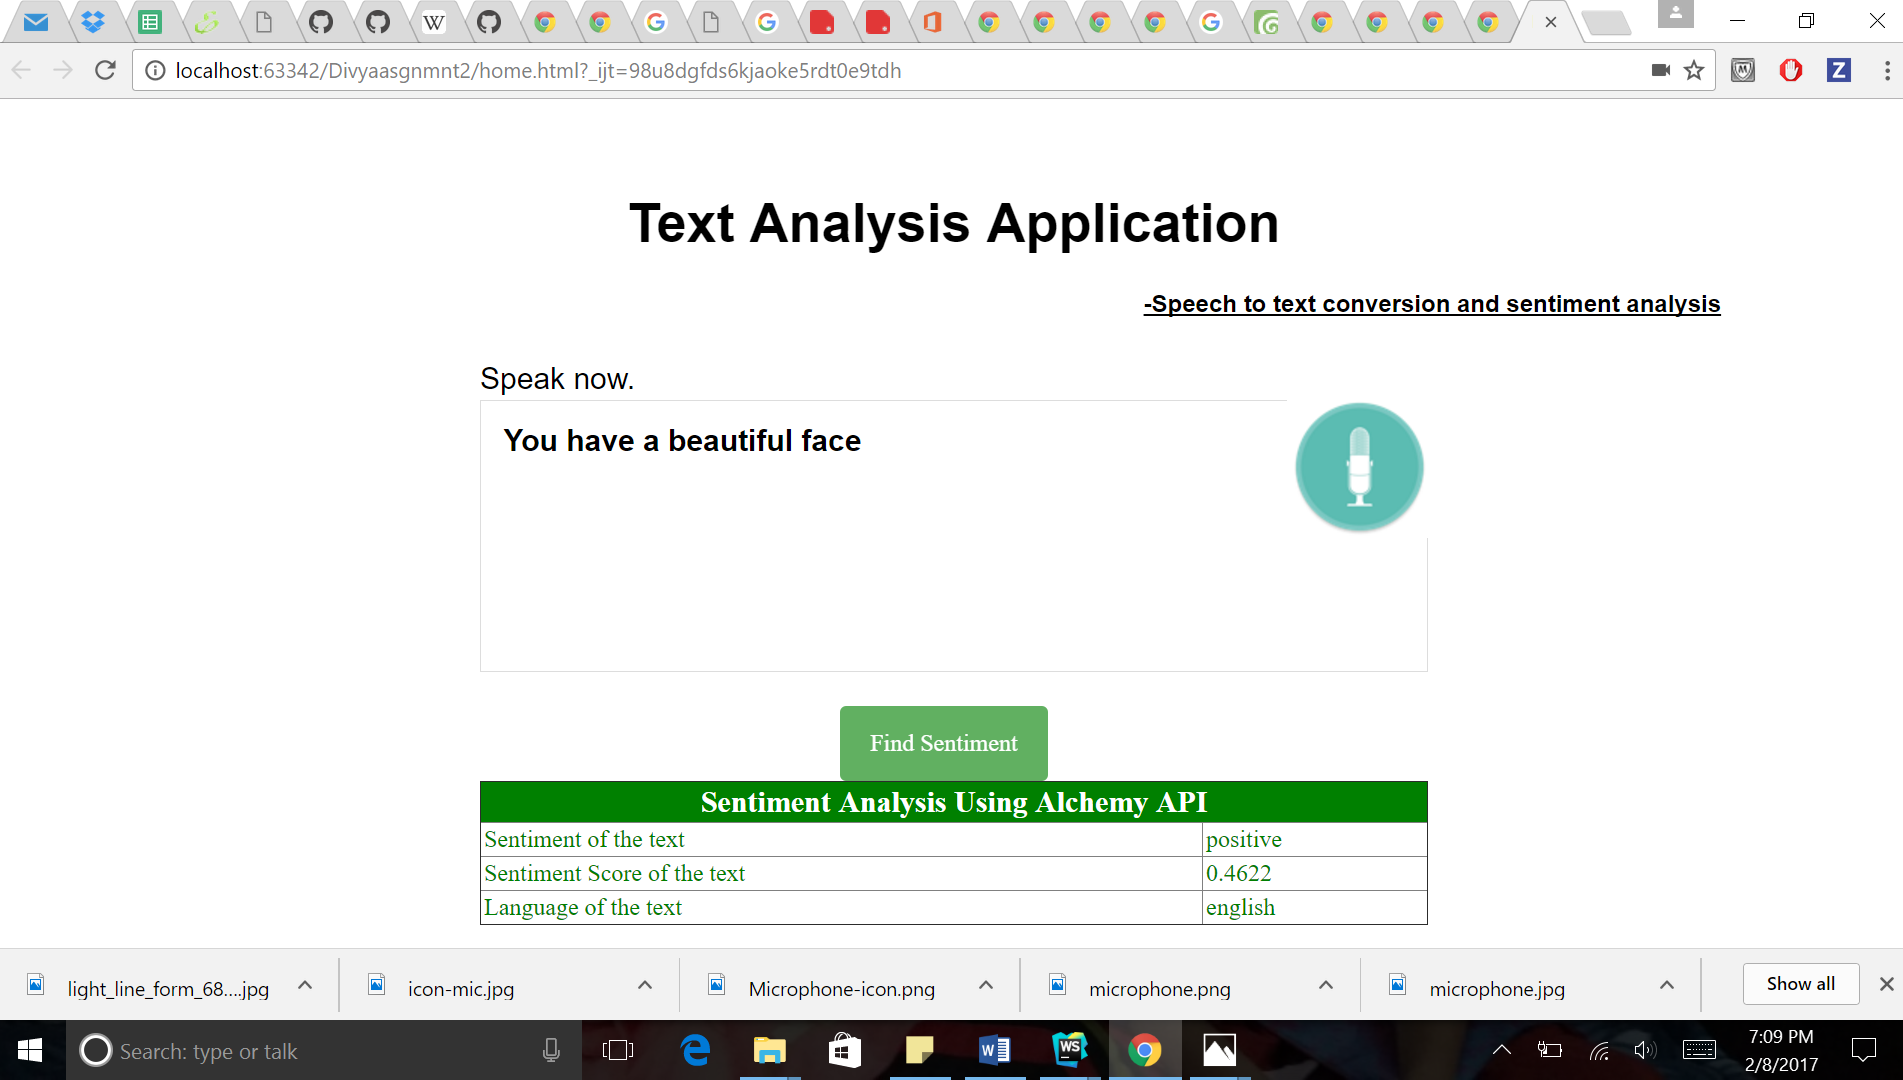 localhost:63342/Divyaasgnmnt2/home.html?_ijt=98u8dgfds6kjaoke5rdt0e9tdh
Text Analysis Application
-Speech to text conversion and sentiment analysis
Speak now.
You have a beautiful face
Find Sentiment
Sentiment Analysis Using Alchemy API
Sentiment of the text positive
Sentiment Score of the text 0.4622
Language of the text english
light_line_form_68....jpg icon-mic.jpg Microphone-icon.png microphone.png microphone.jpg Show all
Search: type or talk
WS
7:09 PM
2/8/2017